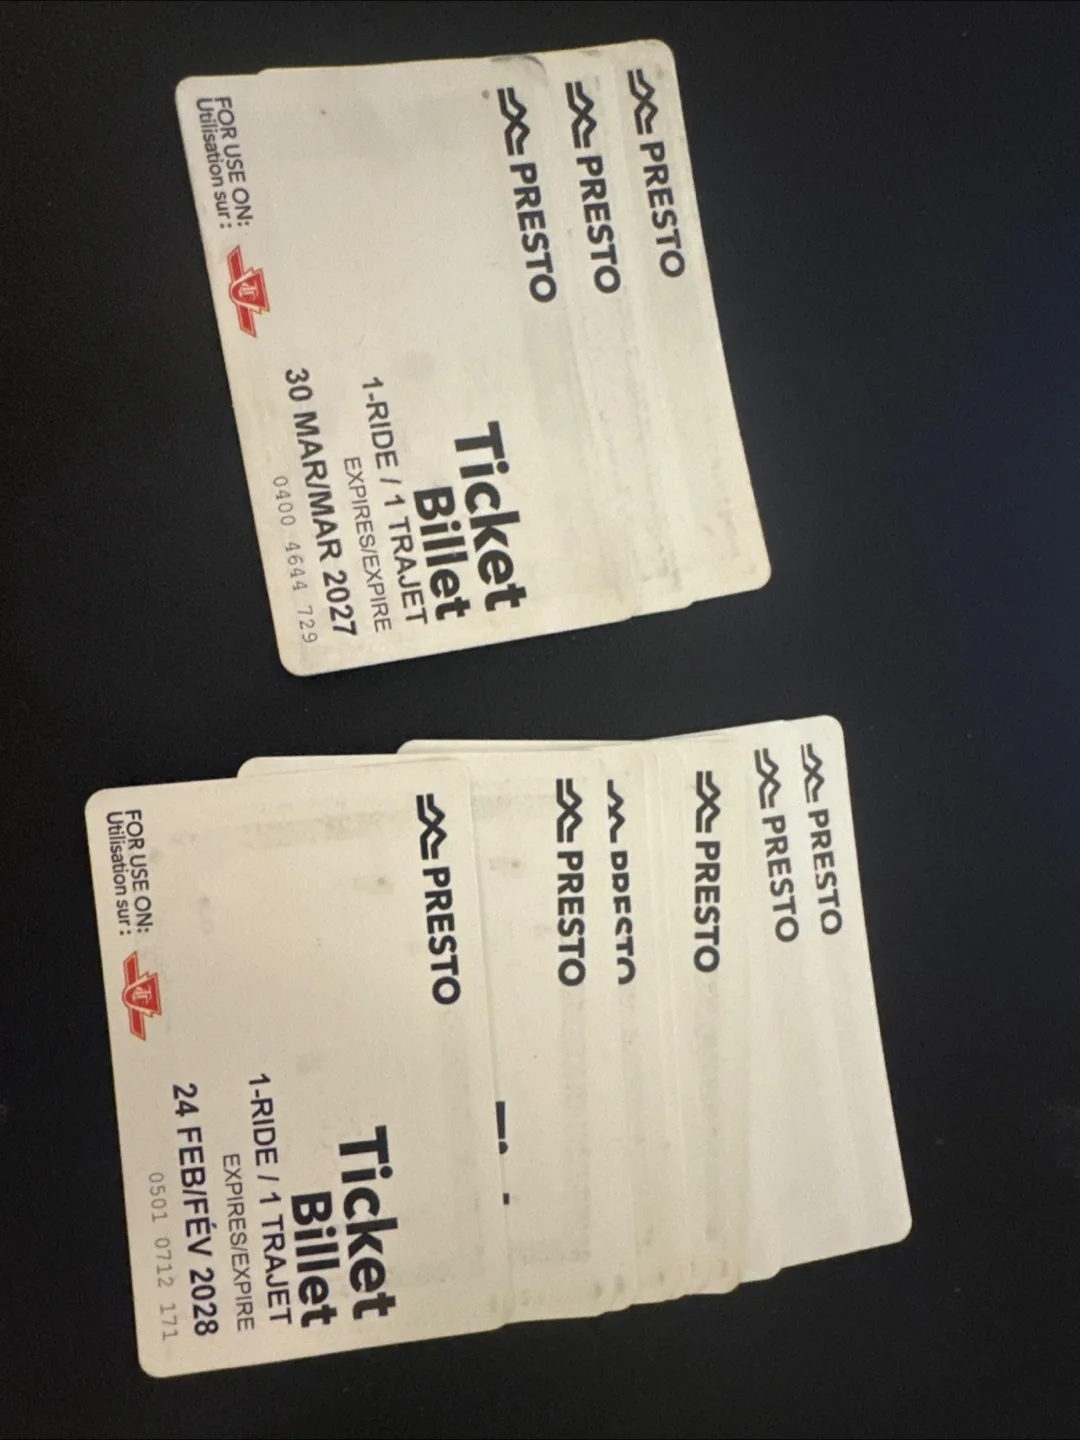 PRESTO
PRESTO
PRESTO
Ticket
Billet
1-RIDE / 1 TRAJET
EXPIRES/EXPIRE
30 MAR/MAR 2027
0400 4644 729
FOR USE ON:
Utilisation sur :
PRESTO
PRESTO
PRESTO
PRESTO
PRESTO
PRESTO
Ticket
Billet
1-RIDE / 1 TRAJET
EXPIRES/EXPIRE
24 FEB/FÉV 2028
0501 0712 171
FOR USE ON:
Utilisation sur :